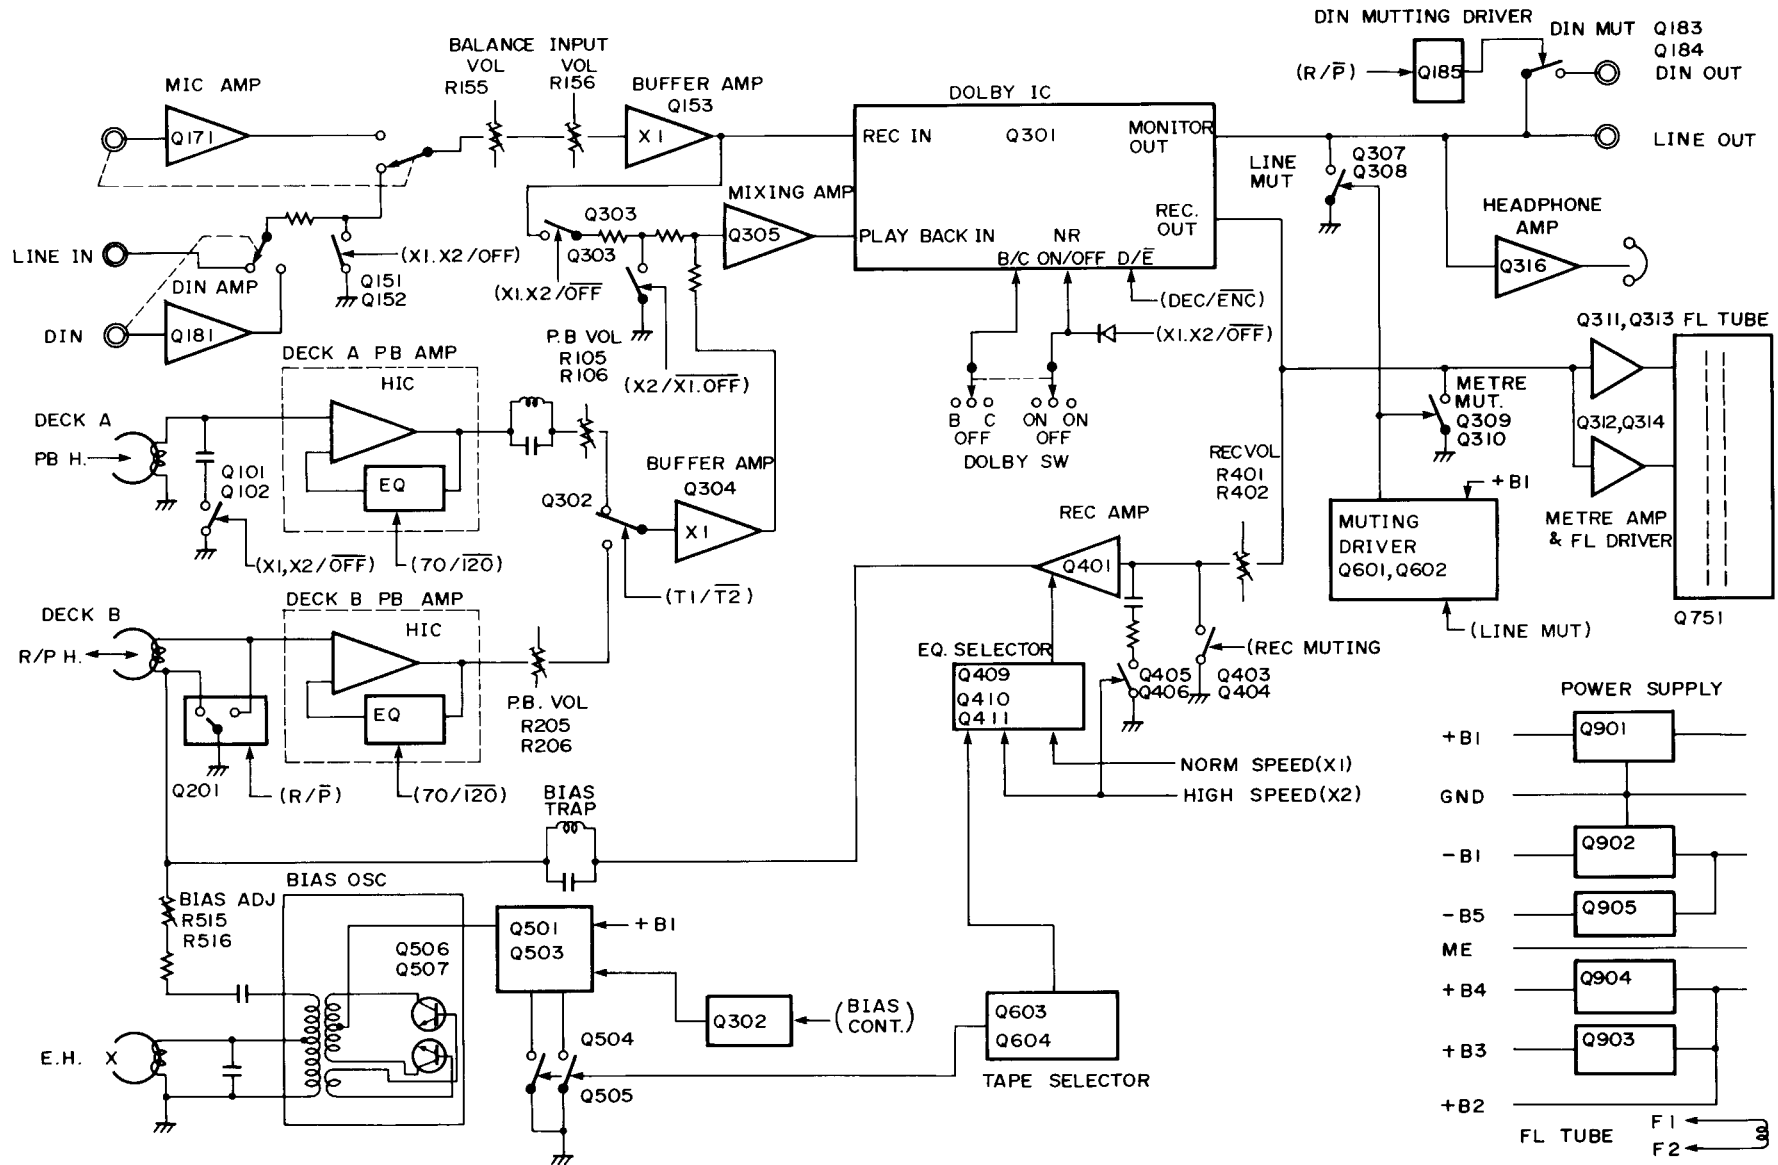 DIN MUTTING DRIVER
DIN MUT Q183
Q184
(R/P̅)
Q185
DIN OUT
LINE OUT
BALANCE INPUT
VOL VOL
R155 R156
MIC AMP
Q171
BUFFER AMP
Q153
X1
DOLBY IC
REC IN
Q301
MONITOR
OUT
REC.
OUT
PLAY BACK IN
NR
B/C ON/OFF D/E̅
(DEC/E̅N̅C̅)
(X1.X2/O̅F̅F̅)
B C
OFF
ON ON
OFF
DOLBY SW
LINE
MUT
Q307
Q308
HEADPHONE
AMP
Q316
LINE IN
DIN AMP
DIN
Q181
(X1.X2/OFF)
Q151
Q152
MIXING AMP
Q305
Q303
Q303
(X1.X2/O̅F̅F̅
P.B VOL
R105
R106
(X2/X̅1̅.̅O̅F̅F̅)
DECK A PB AMP
HIC
EQ
DECK A
PB H.
Q101
Q102
(X1,X2/O̅F̅F̅)
(70/1̅2̅0̅)
Q302
BUFFER AMP
Q304
X1
(T1/T̅2̅)
DECK B PB AMP
HIC
EQ
DECK B
R/P H.
Q201
(R/P̅)
(70/1̅2̅0̅)
P.B. VOL
R205
R206
Q311,Q313 FL TUBE
METRE
MUT.
Q309
Q310
Q312,Q314
METRE AMP
& FL DRIVER
Q751
+B1
MUTING
DRIVER
Q601,Q602
(LINE MUT)
RECVOL
R401
R402
REC AMP
Q401
(REC MUTING
Q405
Q406
Q403
Q404
EQ. SELECTOR
Q409
Q410
Q411
NORM SPEED(X1)
HIGH SPEED(X2)
BIAS
TRAP
BIAS ADJ
R515
R516
BIAS OSC
Q506
Q507
E.H.
X
Q501
Q503
+B1
Q302
(BIAS
CONT.)
Q504
Q505
Q603
Q604
TAPE SELECTOR
POWER SUPPLY
+B1
Q901
GND
-B1
Q902
-B5
Q905
ME
+B4
Q904
+B3
Q903
+B2
FL TUBE
F1
F2